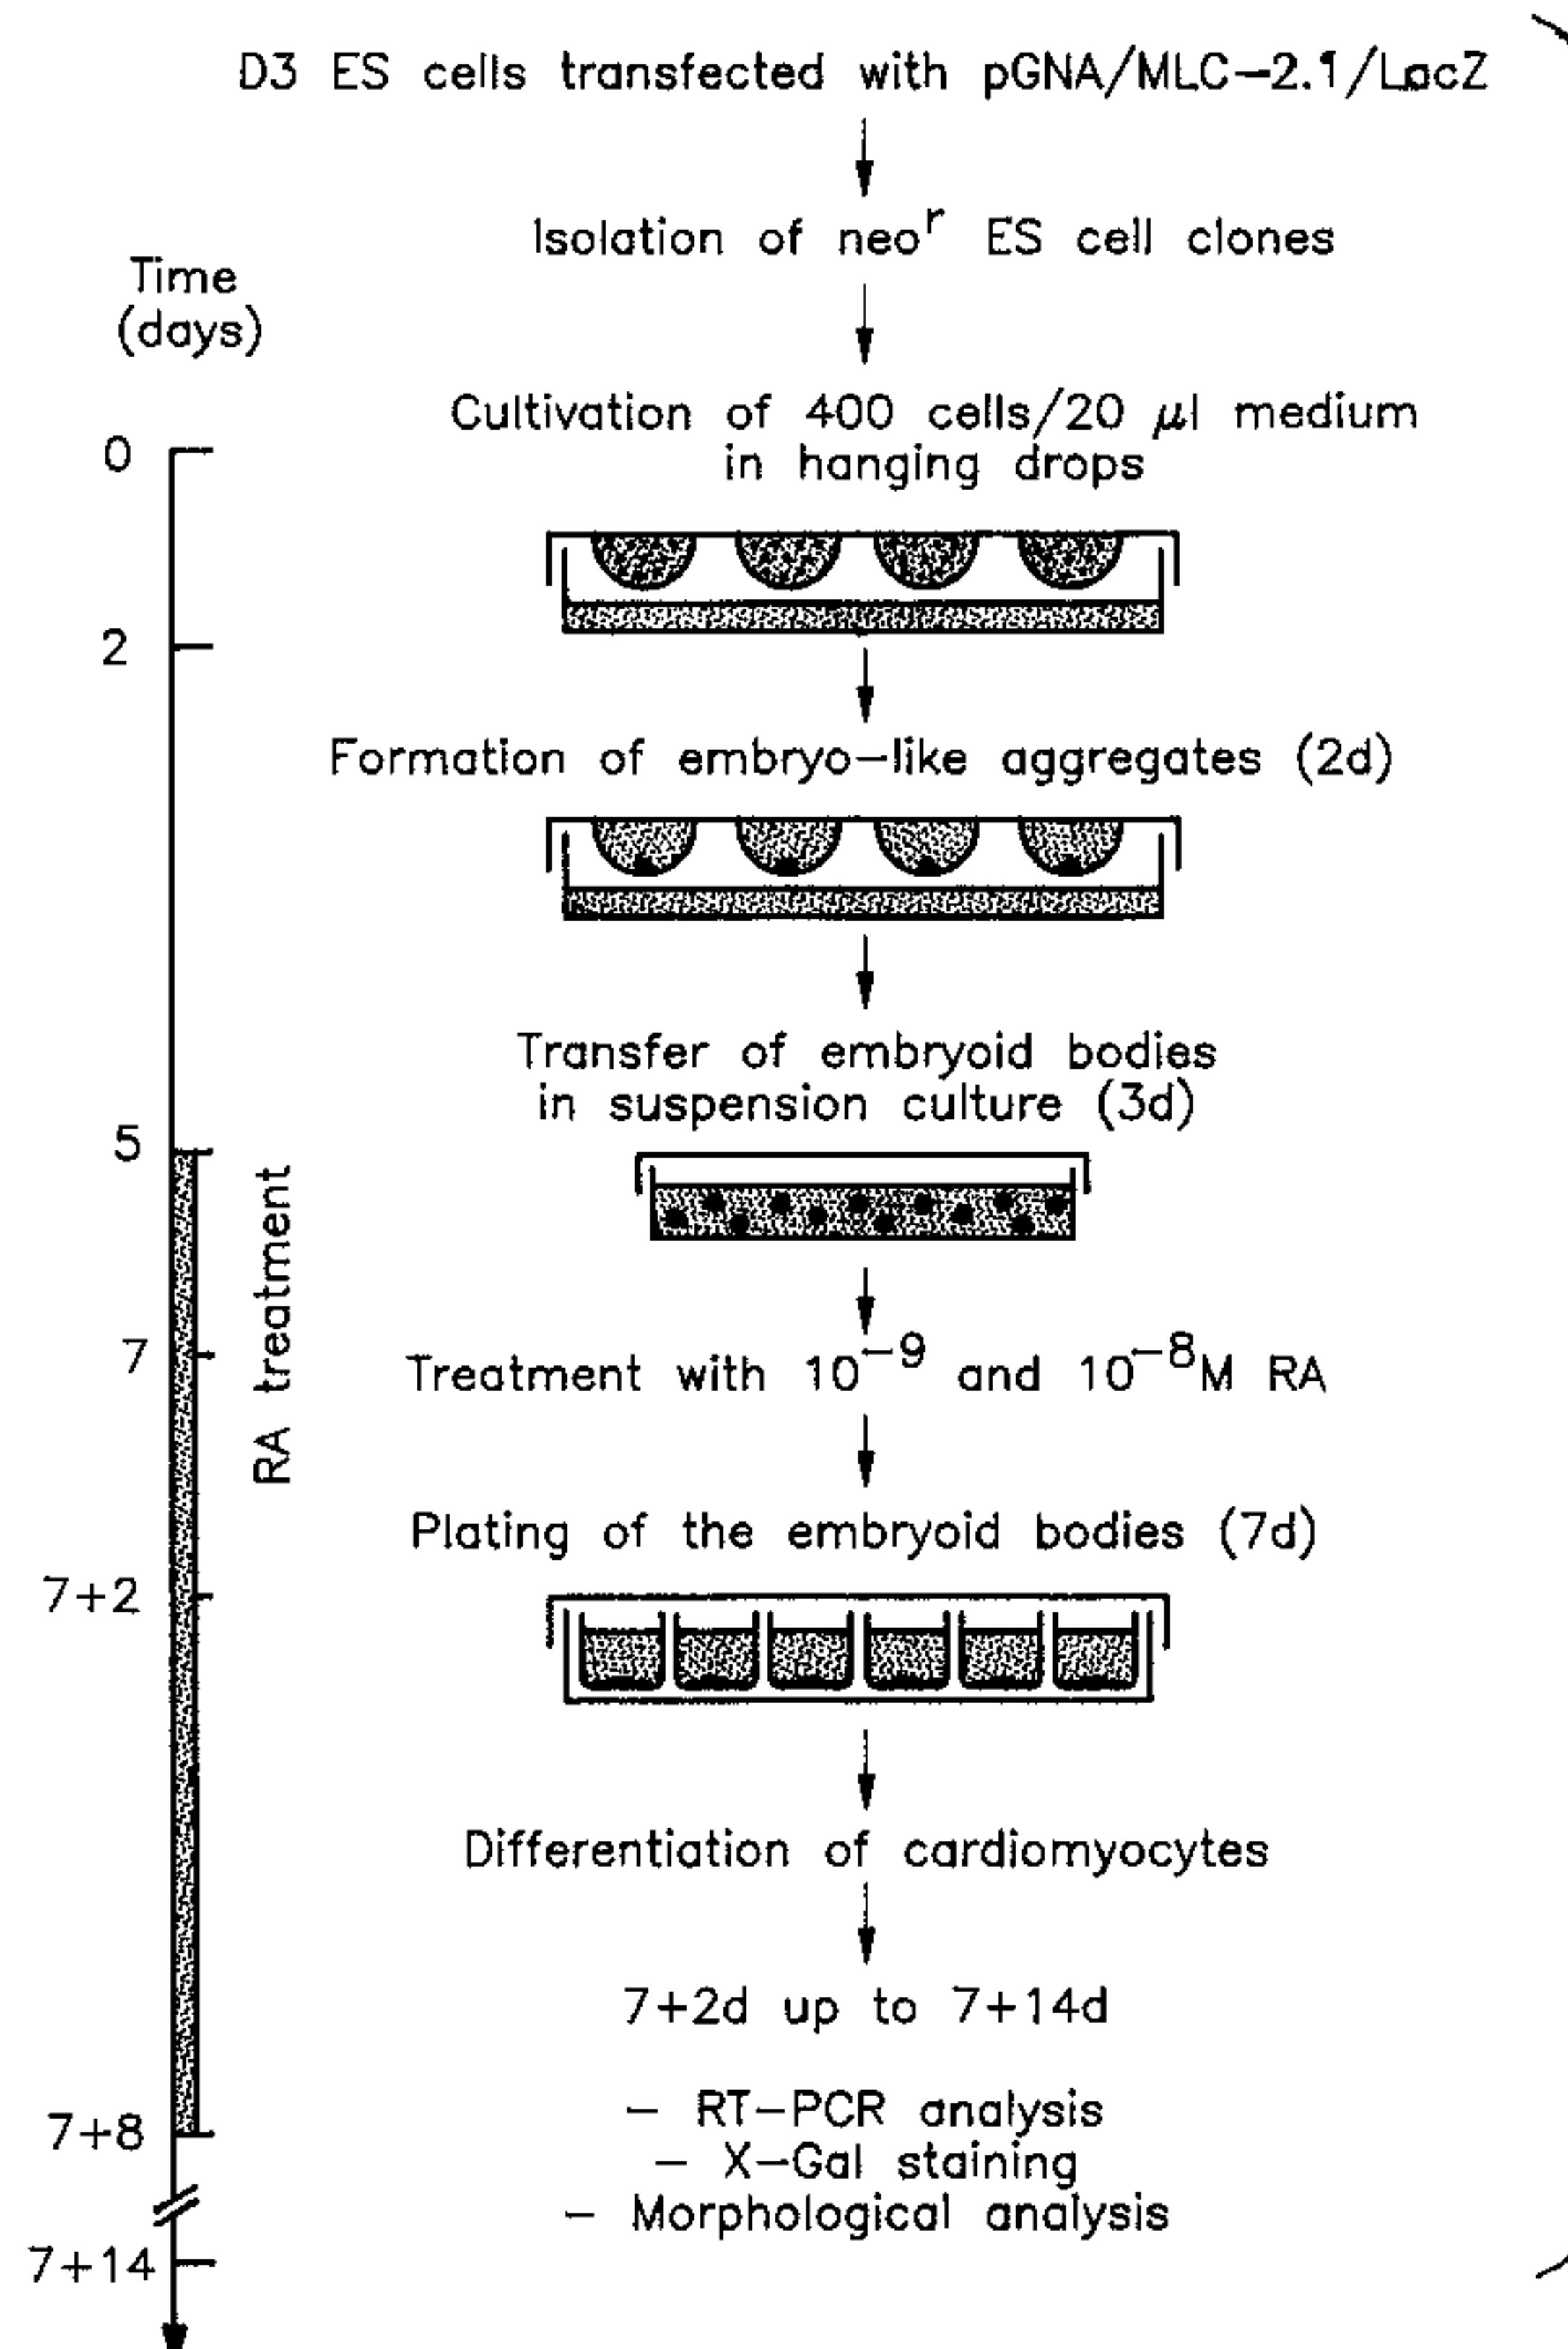 D3 ES cells transfected with pGNA/MLC-2.1/LacZ
Isolation of neoʳ ES cell clones
Time
(days)
Cultivation of 400 cells/20 μl medium
in hanging drops
0
2
Formation of embryo-like aggregates (2d)
Transfer of embryoid bodies
in suspension culture (3d)
5
RA treatment
7
Treatment with 10⁻⁹ and 10⁻⁸M RA
Plating of the embryoid bodies (7d)
7+2
Differentiation of cardiomyocytes
7+2d up to 7+14d
- RT-PCR analysis
7+8
- X-Gal staining
- Morphological analysis
7+14